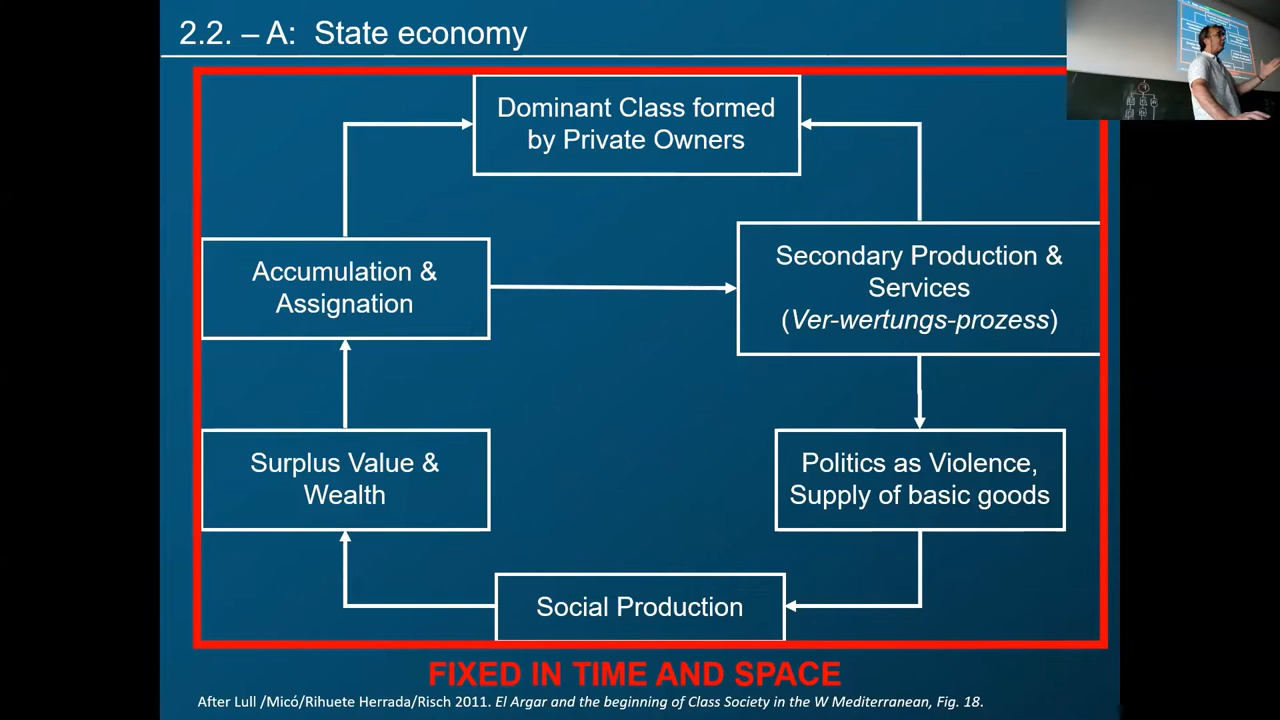 2.2. – A:  State economy
Dominant Class formed
by Private Owners
Accumulation &
Assignation
Secondary Production &
Services
(Ver-wertungs-prozess)
Surplus Value &
Wealth
Politics as Violence,
Supply of basic goods
Social Production
FIXED IN TIME AND SPACE
After Lull /Micó/Rihuete Herrada/Risch 2011. El Argar and the beginning of Class Society in the W Mediterranean, Fig. 18.